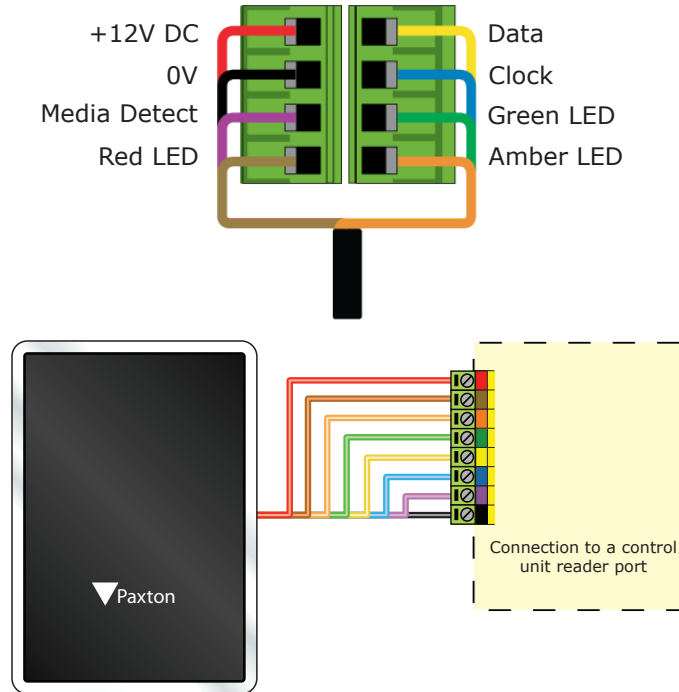 +12V DC
0V
Media Detect
Red LED
Data
Clock
Green LED
Amber LED
Paxton
Connection to a control
unit reader port